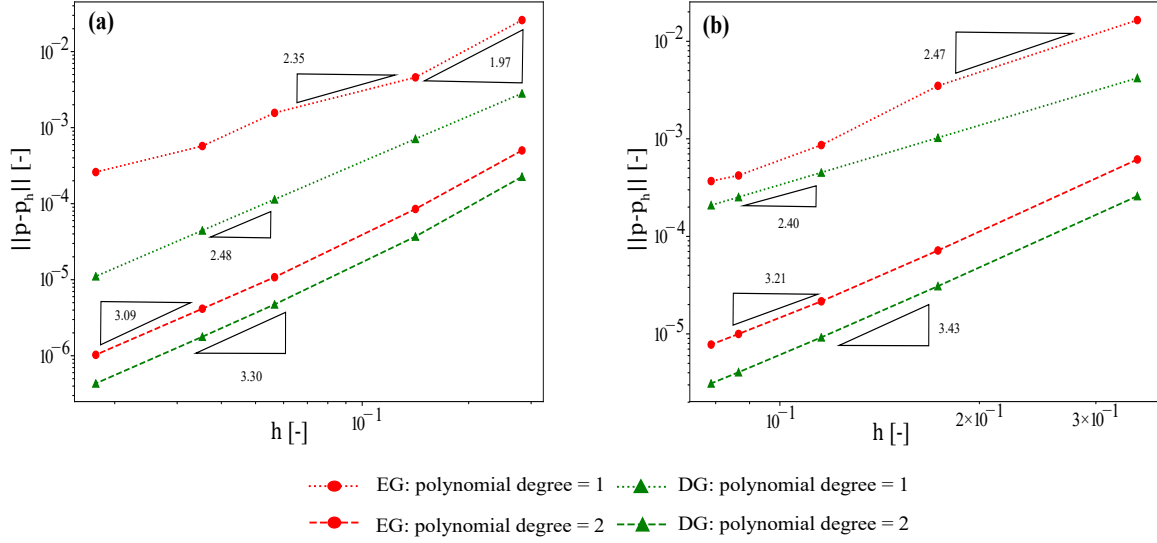 (a)
10⁻²
10⁻³
10⁻⁴
10⁻⁵
10⁻⁶
||p-pₕ|| [-]
2.35
1.97
2.48
3.09
3.30
10⁻¹
h [-]
(b)
10⁻²
10⁻³
10⁻⁴
10⁻⁵
||p-pₕ|| [-]
2.47
2.40
3.21
3.43
10⁻¹
2×10⁻¹
3×10⁻¹
h [-]
EG: polynomial degree = 1
DG: polynomial degree = 1
EG: polynomial degree = 2
DG: polynomial degree = 2